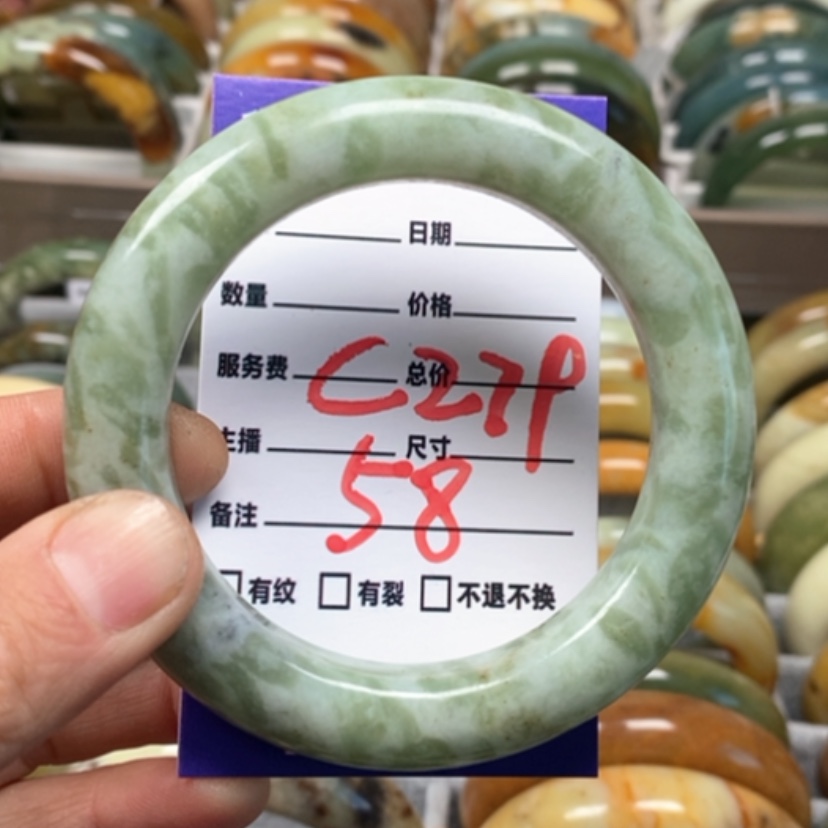 日期
数量 价格
服务费 总价
C279
主播 尺寸
58
备注
□有纹 □有裂 □不退不换